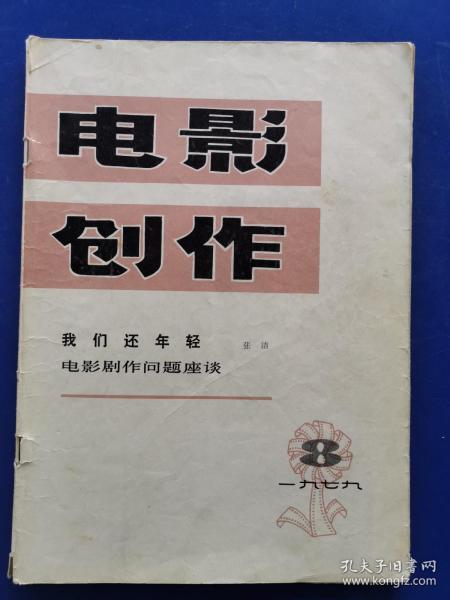 电影
创作
我们还年轻 张洁
电影剧作问题座谈
8
一九七九
孔夫子旧书网
www.kongfz.com